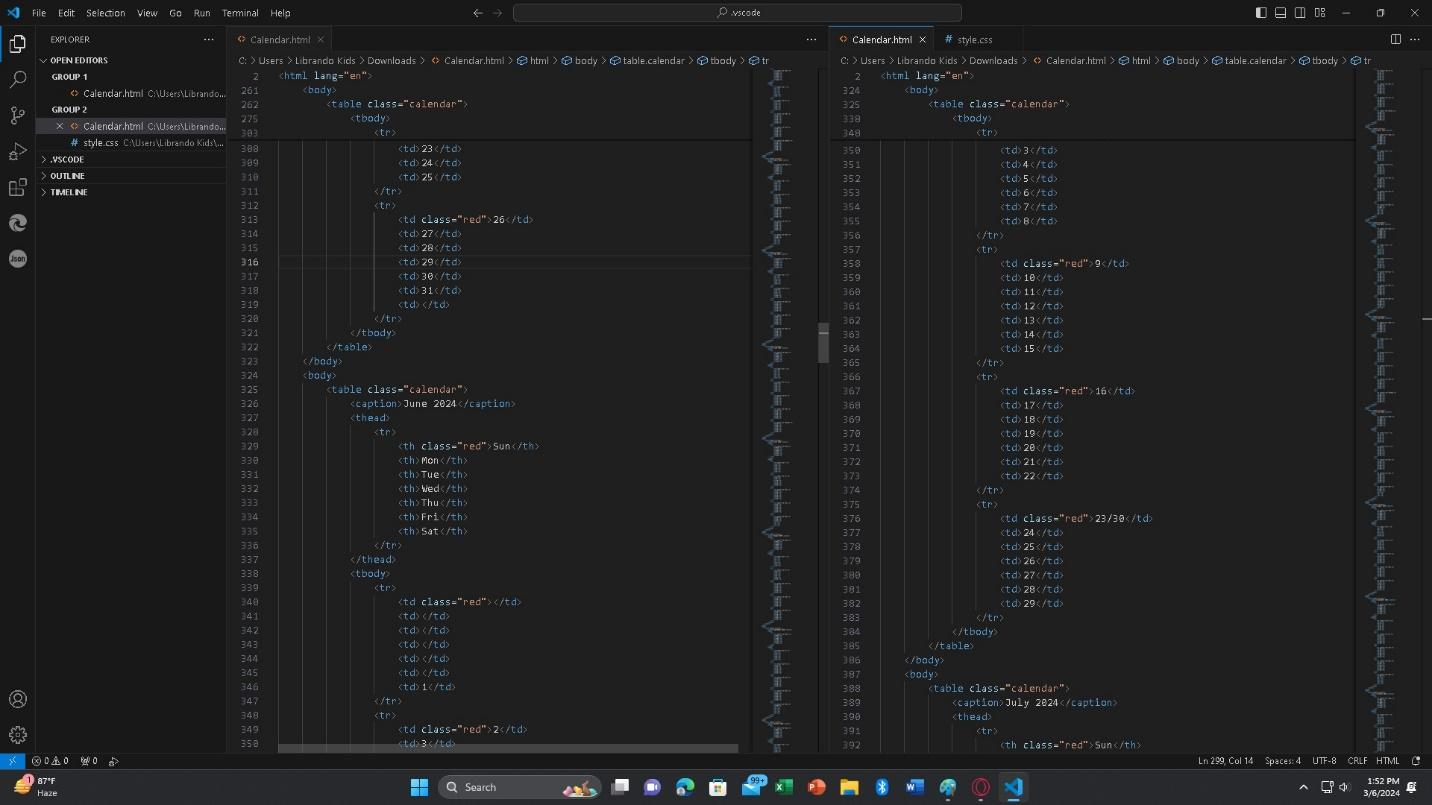 File Edit Selection View Go Run Terminal Help
.vscode
EXPLORER
OPEN EDITORS
GROUP 1
Calendar.html C:\Users\Librando...
GROUP 2
Calendar.html C:\Users\Librando...
style.css C:\Users\Librando Kids\...
.VSCODE
OUTLINE
TIMELINE
Json
Calendar.html
C: > Users > Librando Kids > Downloads > Calendar.html > html > body > table.calendar > tbody > tr
2 <html lang="en">
261 <body>
262 <table class="calendar">
275 <tbody>
303 <tr>
308 <td>23</td>
309 <td>24</td>
310 <td>25</td>
311 </tr>
312 <tr>
313 <td class="red">26</td>
314 <td>27</td>
315 <td>28</td>
316 <td>29</td>
317 <td>30</td>
318 <td>31</td>
319 <td></td>
320 </tr>
321 </tbody>
322 </table>
323 </body>
324 <body>
325 <table class="calendar">
326 <caption>June 2024</caption>
327 <thead>
328 <tr>
329 <th class="red">Sun</th>
330 <th>Mon</th>
331 <th>Tue</th>
332 <th>Wed</th>
333 <th>Thu</th>
334 <th>Fri</th>
335 <th>Sat</th>
336 </tr>
337 </thead>
338 <tbody>
339 <tr>
340 <td class="red"></td>
341 <td></td>
342 <td></td>
343 <td></td>
344 <td></td>
345 <td></td>
346 <td>1</td>
347 </tr>
348 <tr>
349 <td class="red">2</td>
350 <td>3</td>
Calendar.html style.css
C: > Users > Librando Kids > Downloads > Calendar.html > html > body > table.calendar > tbody > tr
2 <html lang="en">
324 <body>
325 <table class="calendar">
338 <tbody>
348 <tr>
350 <td>3</td>
351 <td>4</td>
352 <td>5</td>
353 <td>6</td>
354 <td>7</td>
355 <td>8</td>
356 </tr>
357 <tr>
358 <td class="red">9</td>
359 <td>10</td>
360 <td>11</td>
361 <td>12</td>
362 <td>13</td>
363 <td>14</td>
364 <td>15</td>
365 </tr>
366 <tr>
367 <td class="red">16</td>
368 <td>17</td>
369 <td>18</td>
370 <td>19</td>
371 <td>20</td>
372 <td>21</td>
373 <td>22</td>
374 </tr>
375 <tr>
376 <td class="red">23/30</td>
377 <td>24</td>
378 <td>25</td>
379 <td>26</td>
380 <td>27</td>
381 <td>28</td>
382 <td>29</td>
383 </tr>
384 </tbody>
385 </table>
386 </body>
387 <body>
388 <table class="calendar">
389 <caption>July 2024</caption>
390 <thead>
391 <tr>
392 <th class="red">Sun</th>
0 0 0 Ln 299, Col 14 Spaces: 4 UTF-8 CRLF HTML
1 87°F
Haze
Search
99+
1:52 PM
3/6/2024